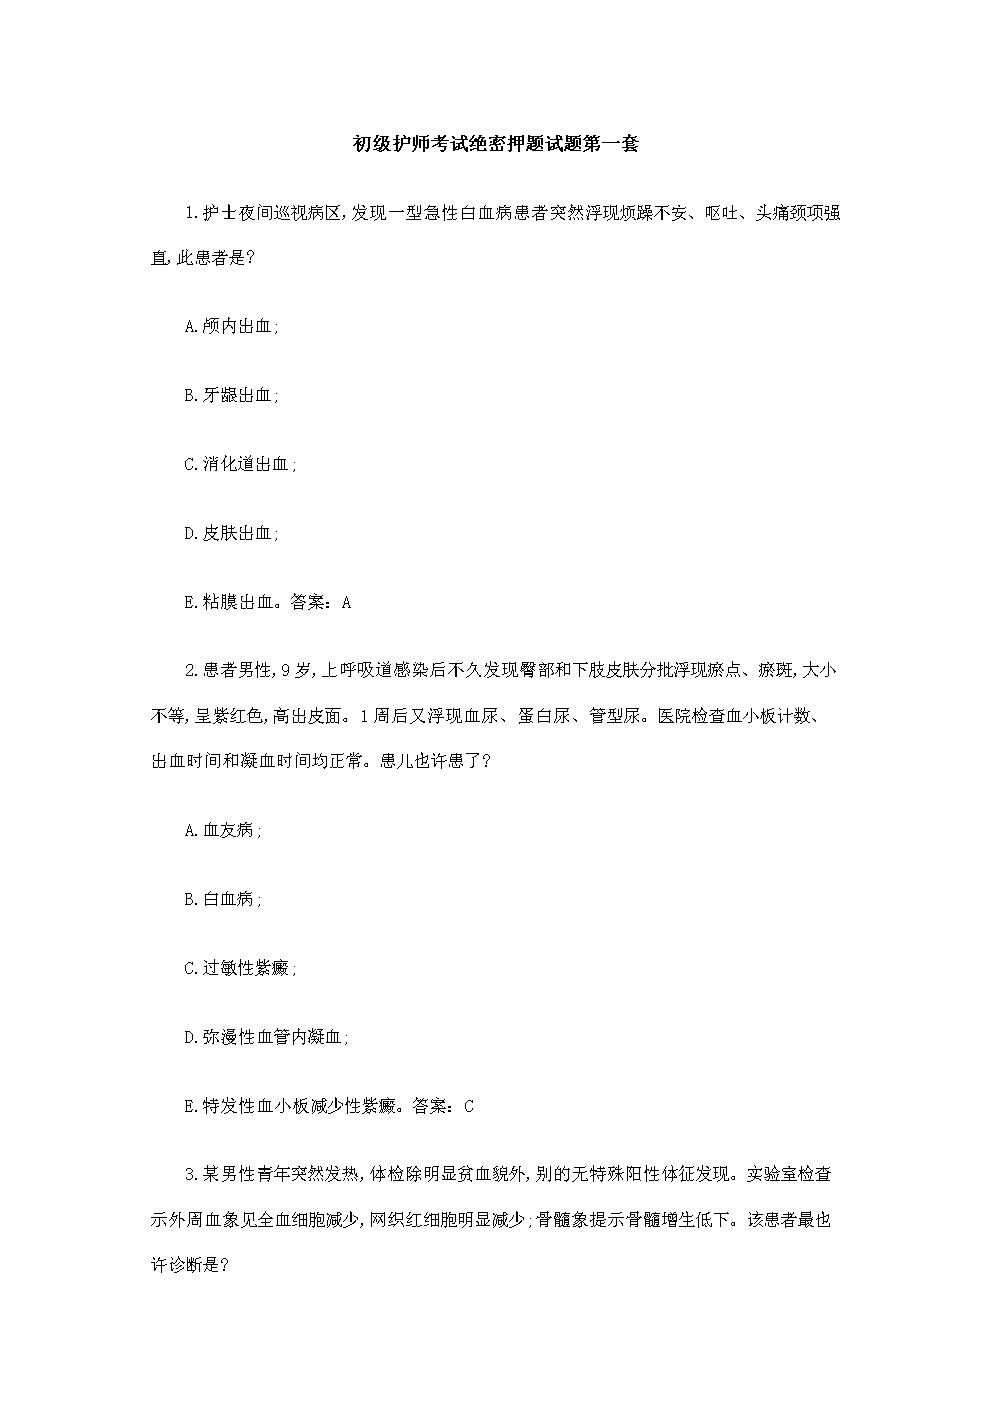 初级护师考试绝密押题试题第一套
1.护士夜间巡视病区,发现一型急性白血病患者突然浮现烦躁不安、呕吐、头痛颈项强
直,此患者是?
A.颅内出血;
B.牙龈出血;
C.消化道出血;
D.皮肤出血;
E.粘膜出血。答案：A
2.患者男性,9岁,上呼吸道感染后不久发现臀部和下肢皮肤分批浮现瘀点、瘀斑,大小
不等,呈紫红色,高出皮面。1周后又浮现血尿、蛋白尿、管型尿。医院检查血小板计数、
出血时间和凝血时间均正常。患儿也许患了?
A.血友病;
B.白血病;
C.过敏性紫癜;
D.弥漫性血管内凝血;
E.特发性血小板减少性紫癜。答案：C
3.某男性青年突然发热,体检除明显贫血貌外,别的无特殊阳性体征发现。实验室检查
示外周血象见全血细胞减少,网织红细胞明显减少;骨髓象提示骨髓增生低下。该患者最也
许诊断是?